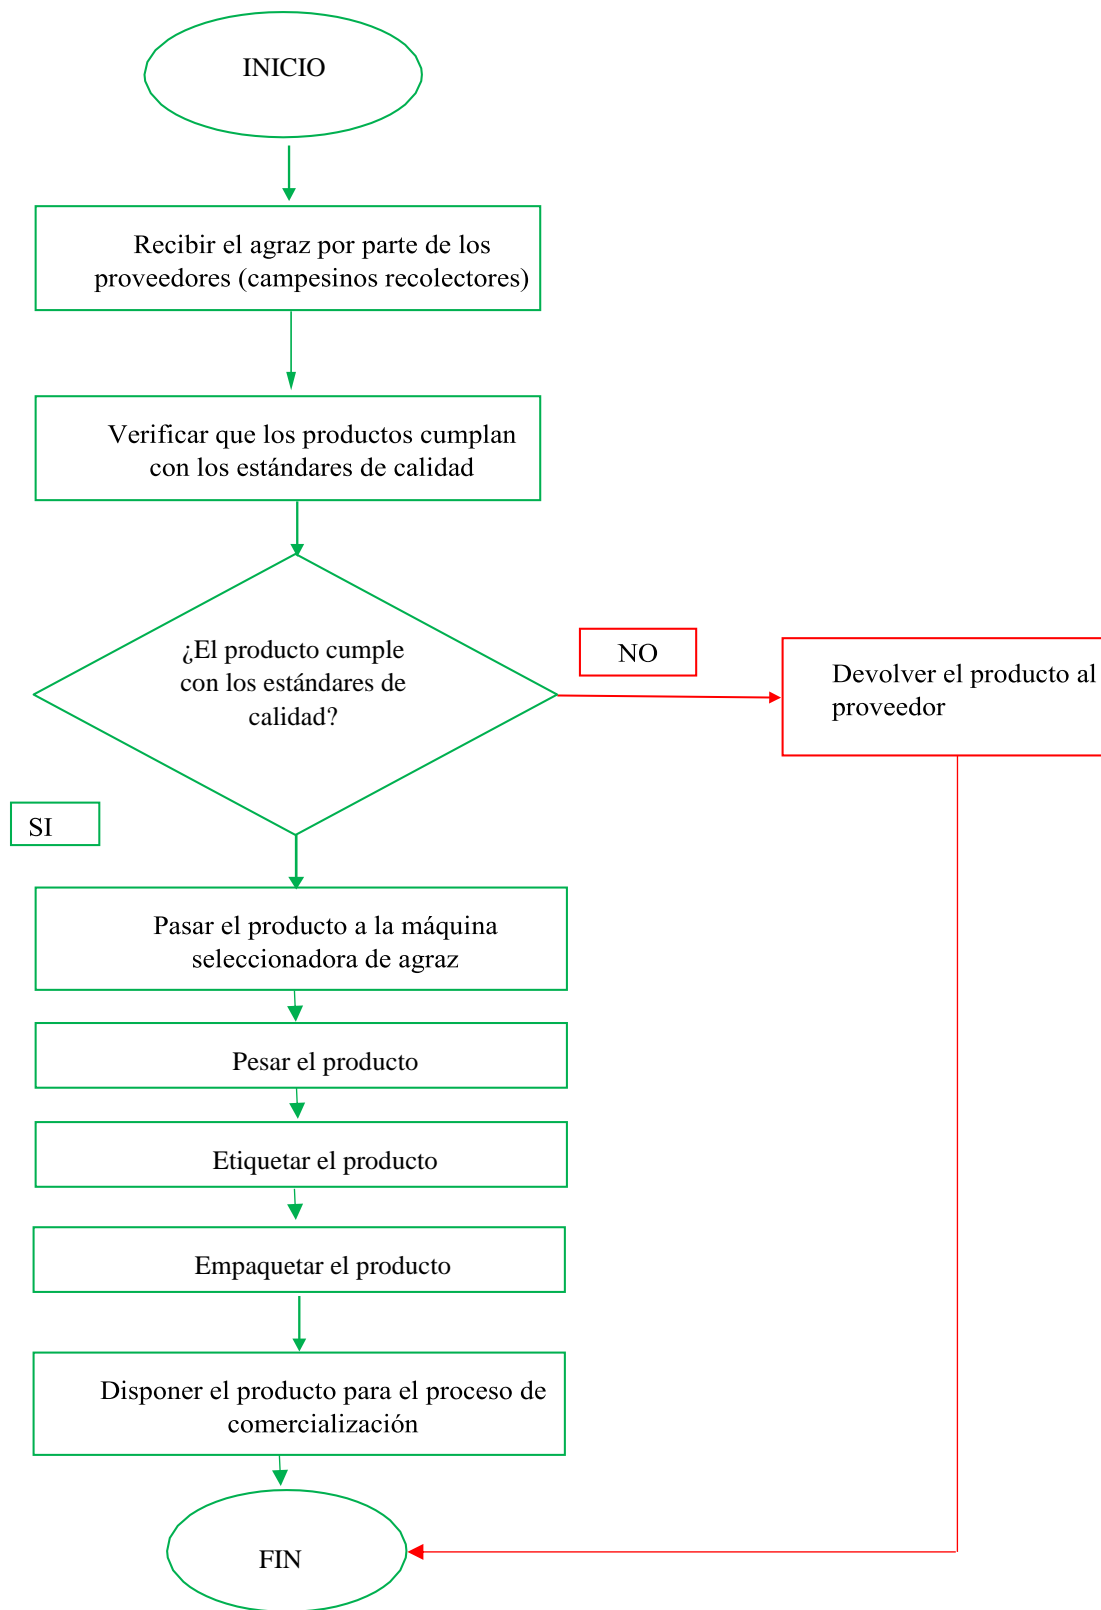 INICIO
Recibir el agraz por parte de los
proveedores (campesinos recolectores)
Verificar que los productos cumplan
con los estándares de calidad
¿El producto cumple
con los estándares de
calidad?
NO
Devolver el producto al
proveedor
SI
Pasar el producto a la máquina
seleccionadora de agraz
Pesar el producto
Etiquetar el producto
Empaquetar el producto
Disponer el producto para el proceso de
comercialización
FIN